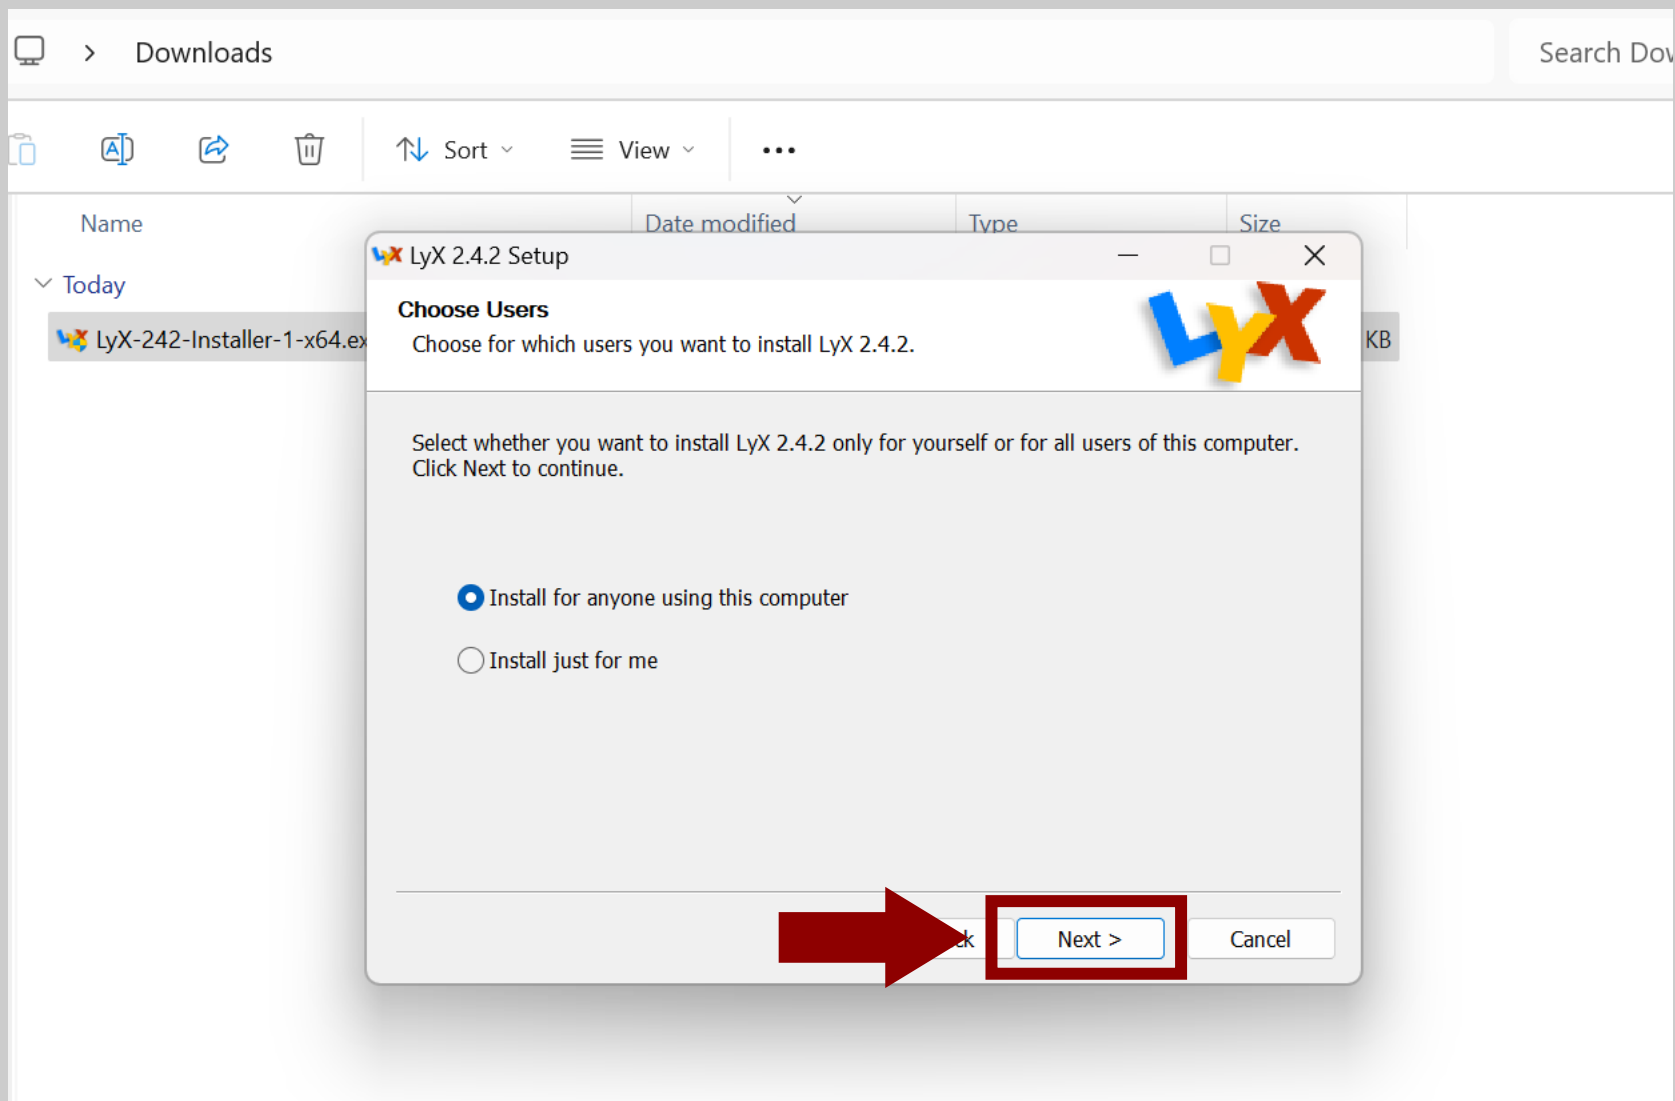 Downloads
Search Dow
Sort
View
Name
Date modified
Type
Size
LyX 2.4.2 Setup
Today
Choose Users
LyX
LyX-242-Installer-1-x64.ex
Choose for which users you want to install LyX 2.4.2.
KB
Select whether you want to install LyX 2.4.2 only for yourself or for all users of this computer.
Click Next to continue.
Install for anyone using this computer
Install just for me
ck
Next >
Cancel